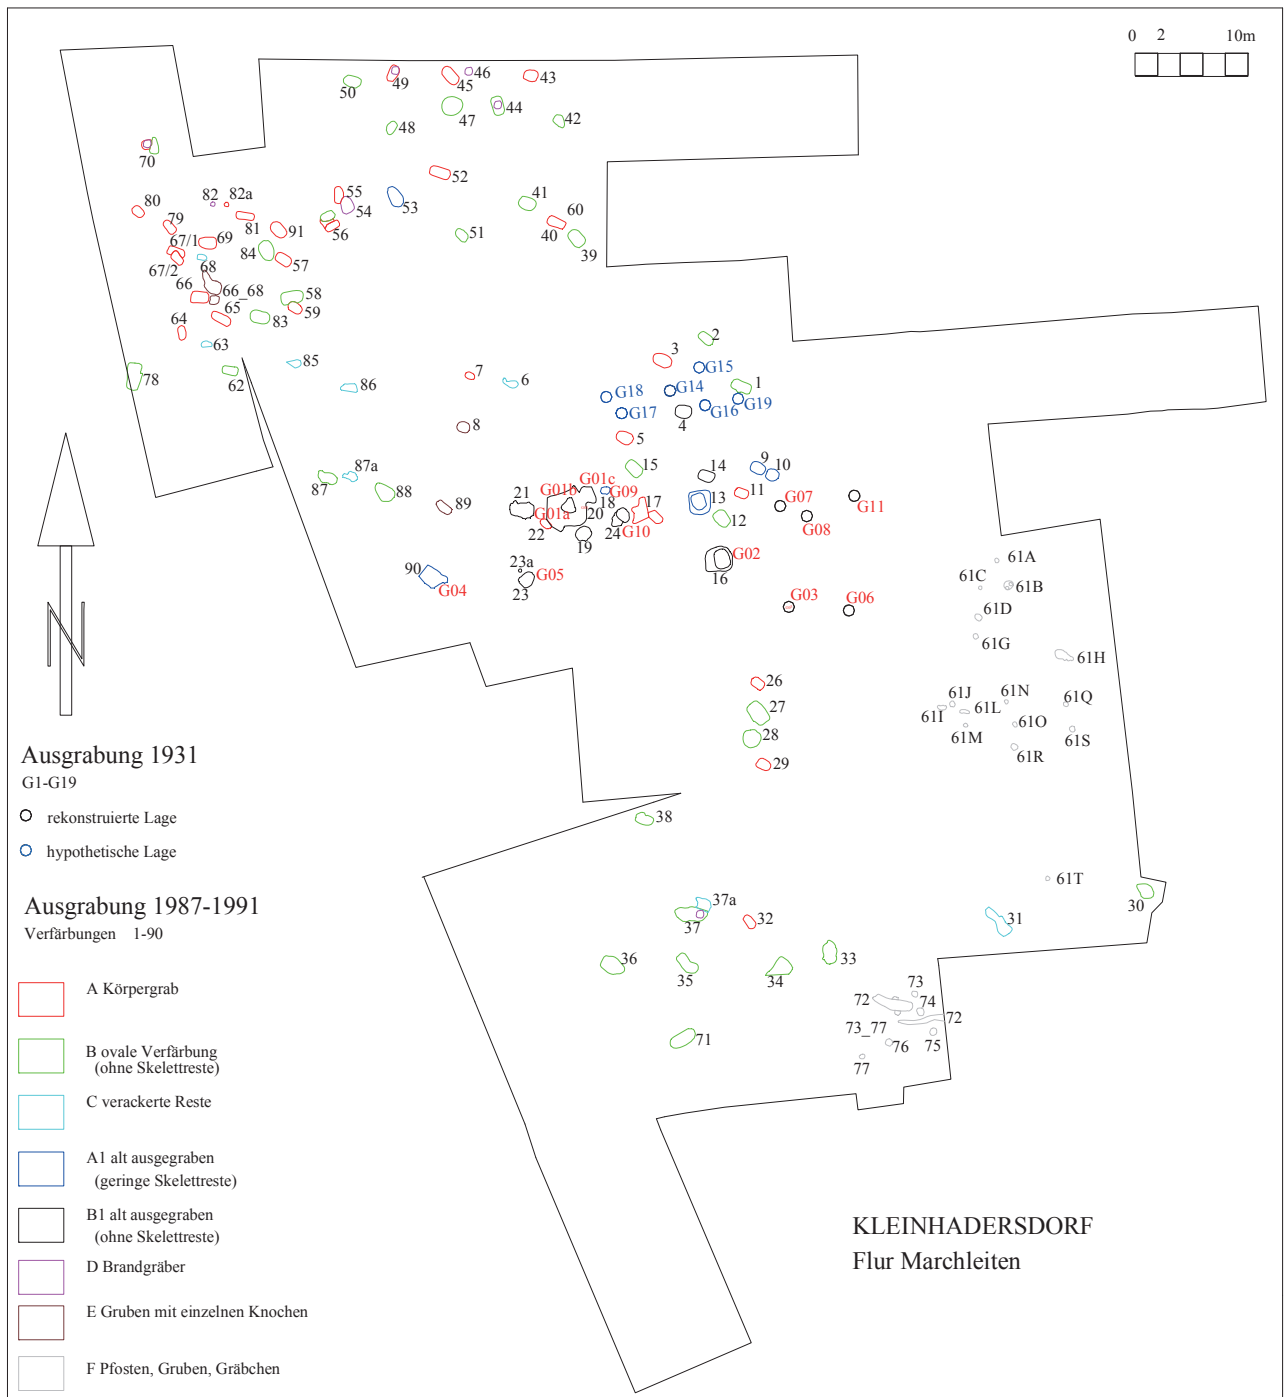 0 2 10m
49 46 43
50 45
47 44 42
48
70
52
80 82 82a 55 54 53 41 60
79 81 91 56 51 40 39
67/1 69 84
67/2 68 57
66 66_68 58
65 59
64 83
63
78 62 85 86
2
3 G15
7 6 G18 G14 1
G17 4 G16 G19
8 5
15 14 9 10
87a
87 88 89
21 G01b G01c G09 17 13 11 G07 G11
G01a 18 G08
22 20 24 G10 12
19
90 23a G05 G02
G04 23 16
G03 G06
61A
61C 61B
61D
61G
61H
26
27 61J 61N 61Q
61I 61L
28 61M 61O 61S
29 61R
38
61T
37a 30
37 32 31
36 35 34 33
73
72 74
71 73_77 72
76 75
77
Ausgrabung 1931
G1-G19
rekonstruierte Lage
hypothetische Lage
Ausgrabung 1987-1991
Verfärbungen 1-90
A Körpergrab
B ovale Verfärbung
(ohne Skelettreste)
C verackerte Reste
A1 alt ausgegraben
(geringe Skelettreste)
B1 alt ausgegraben
(ohne Skelettreste)
D Brandgräber
E Gruben mit einzelnen Knochen
F Pfosten, Gruben, Gräbchen
N
KLEINHADERSDORF
Flur Marchleiten